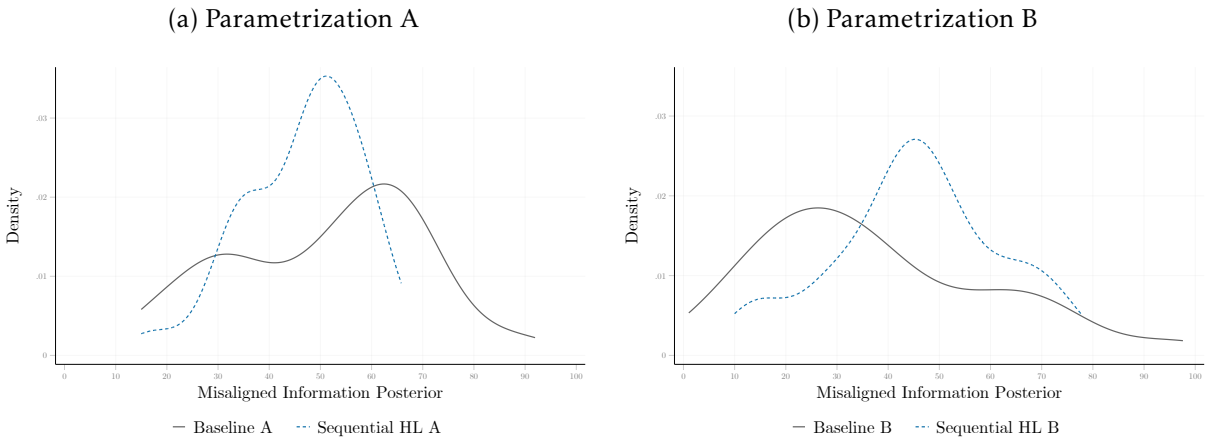 (a) Parametrization A
Density
.03
.02
.01
0
0 10 20 30 40 50 60 70 80 90 100
Misaligned Information Posterior
Baseline A Sequential HL A
(b) Parametrization B
Density
.03
.02
.01
0
0 10 20 30 40 50 60 70 80 90 100
Misaligned Information Posterior
Baseline B Sequential HL B